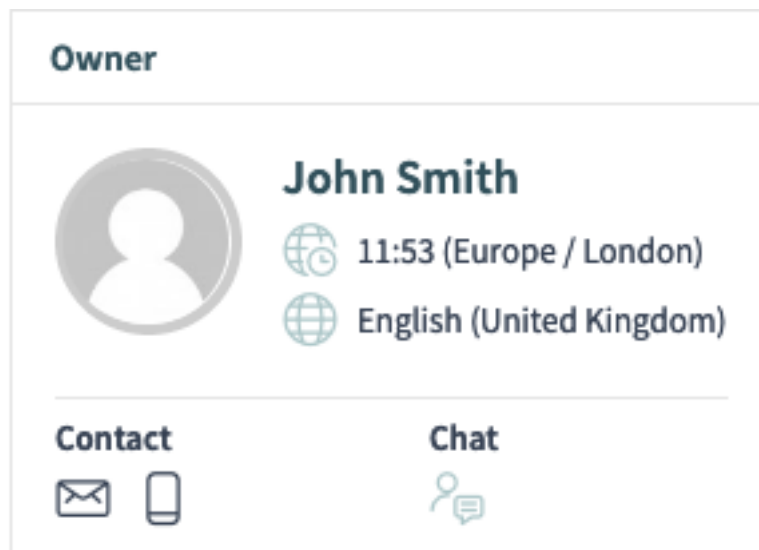 Owner
John Smith
11:53 (Europe / London)
English (United Kingdom)
Contact
Chat